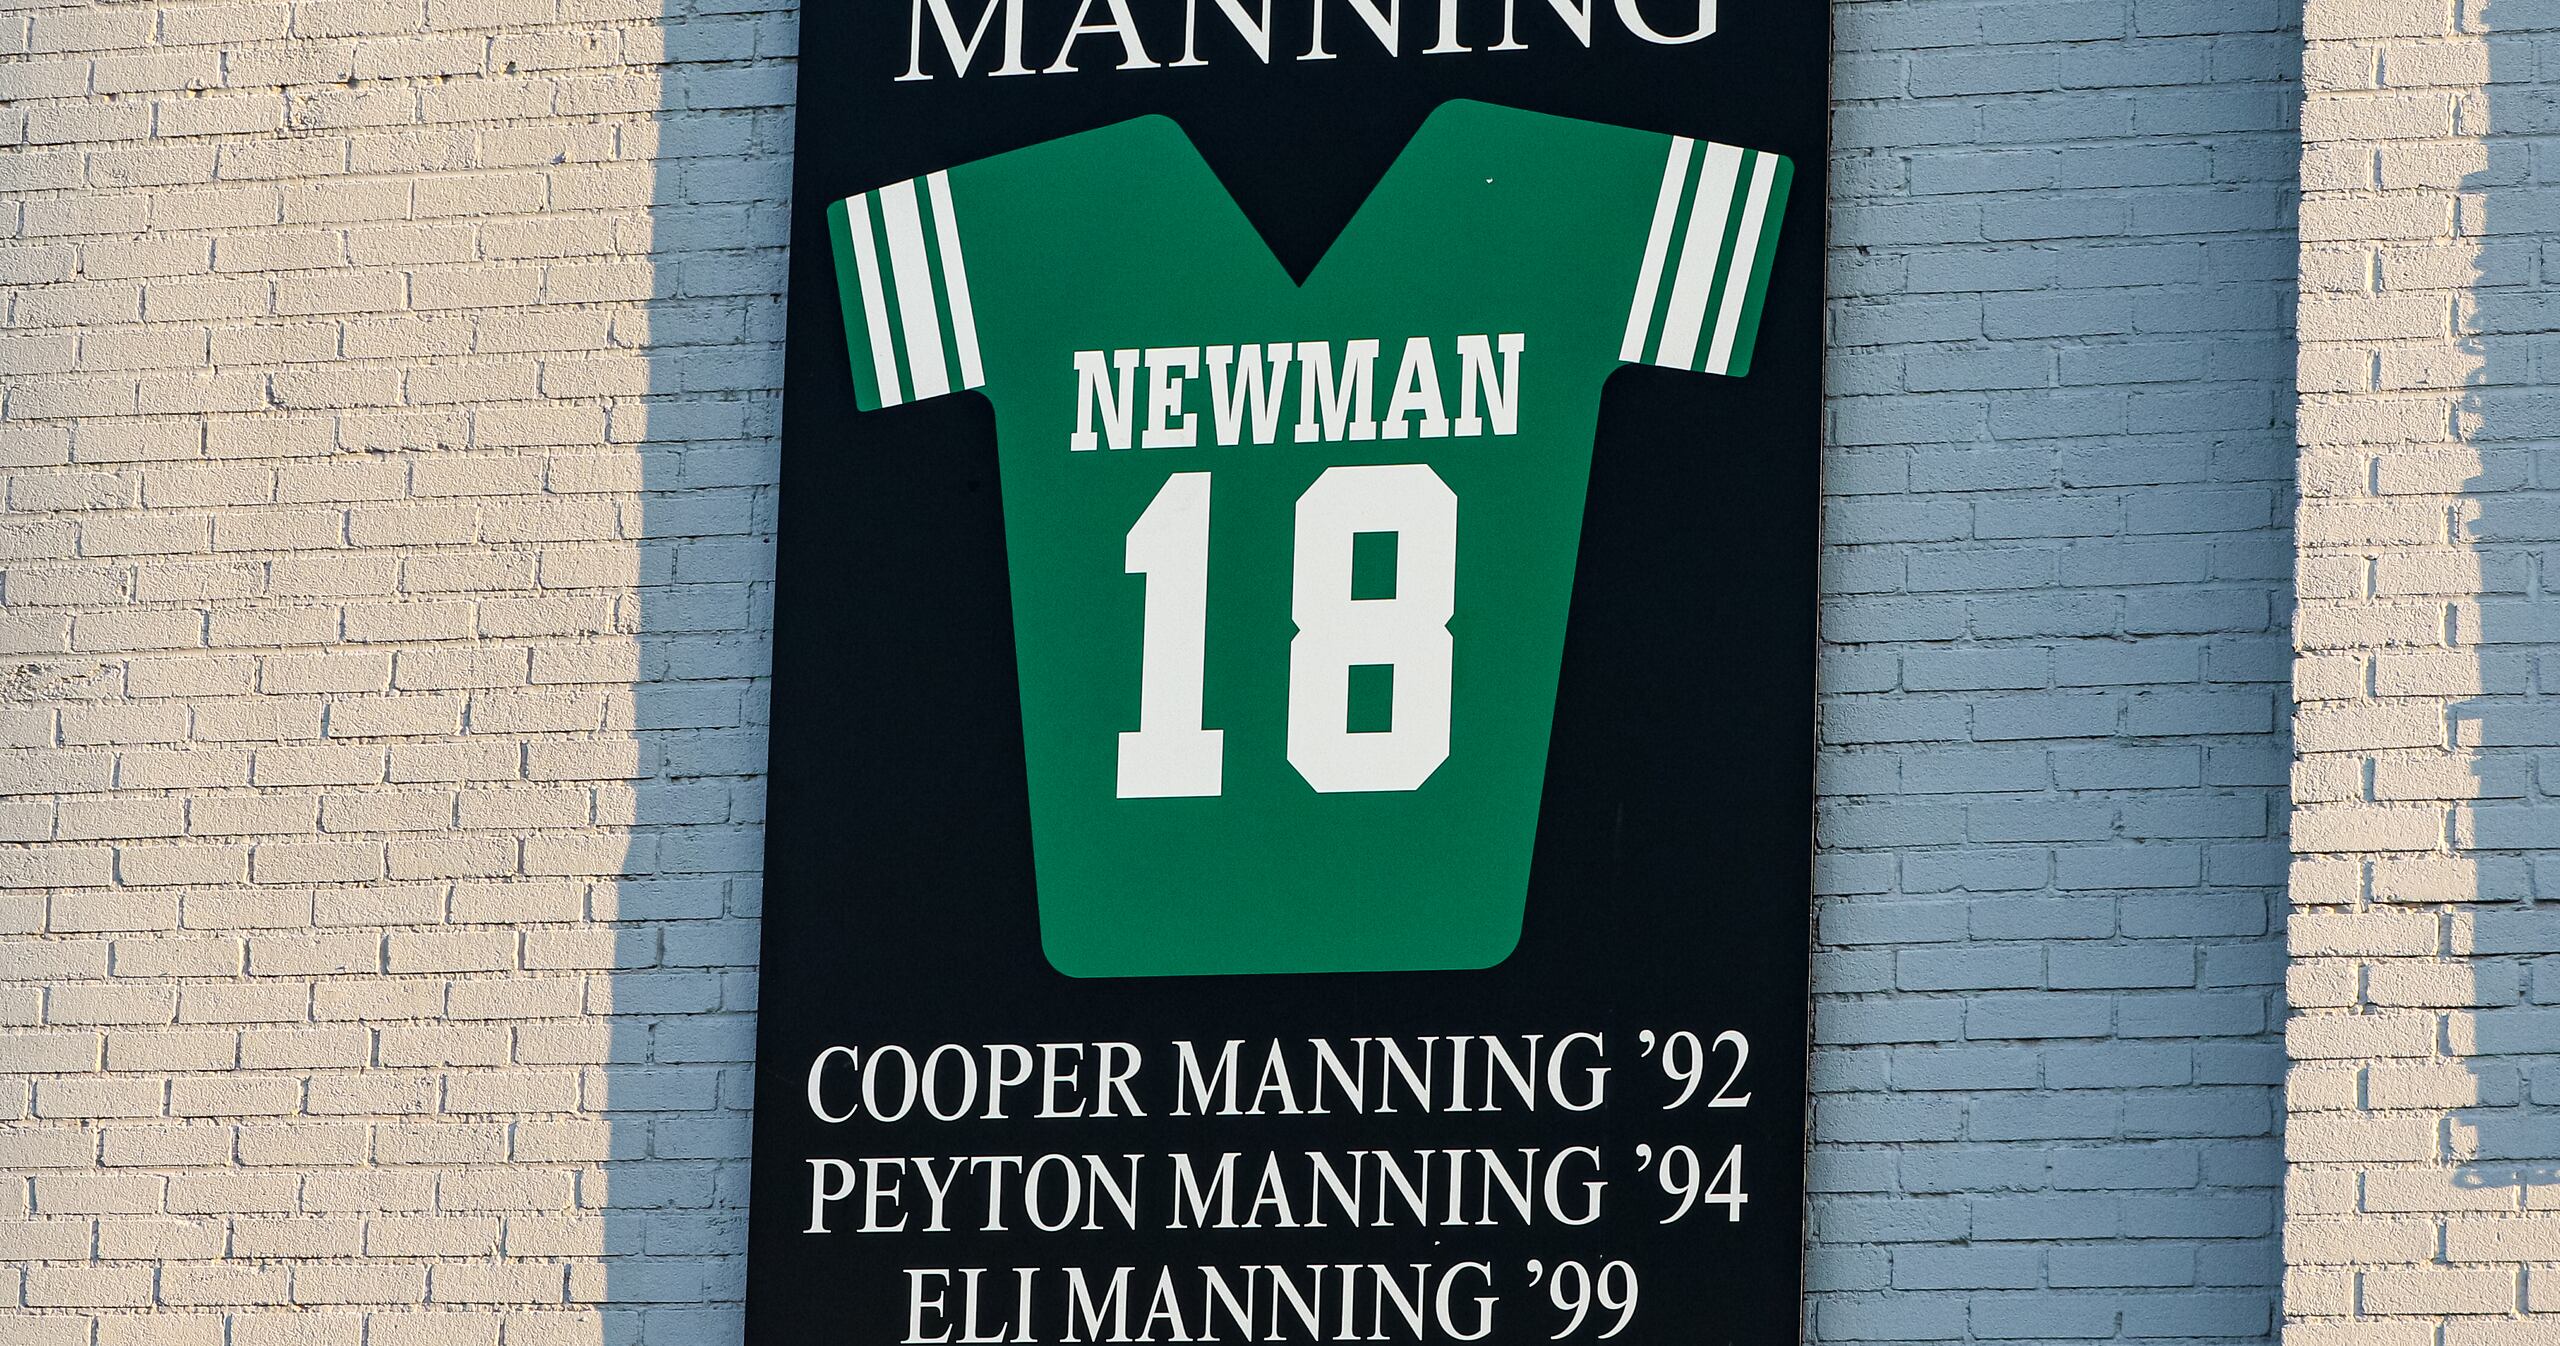 MANNING
NEWMAN
18
COOPER MANNING ’92
PEYTON MANNING ’94
ELI MANNING ’99